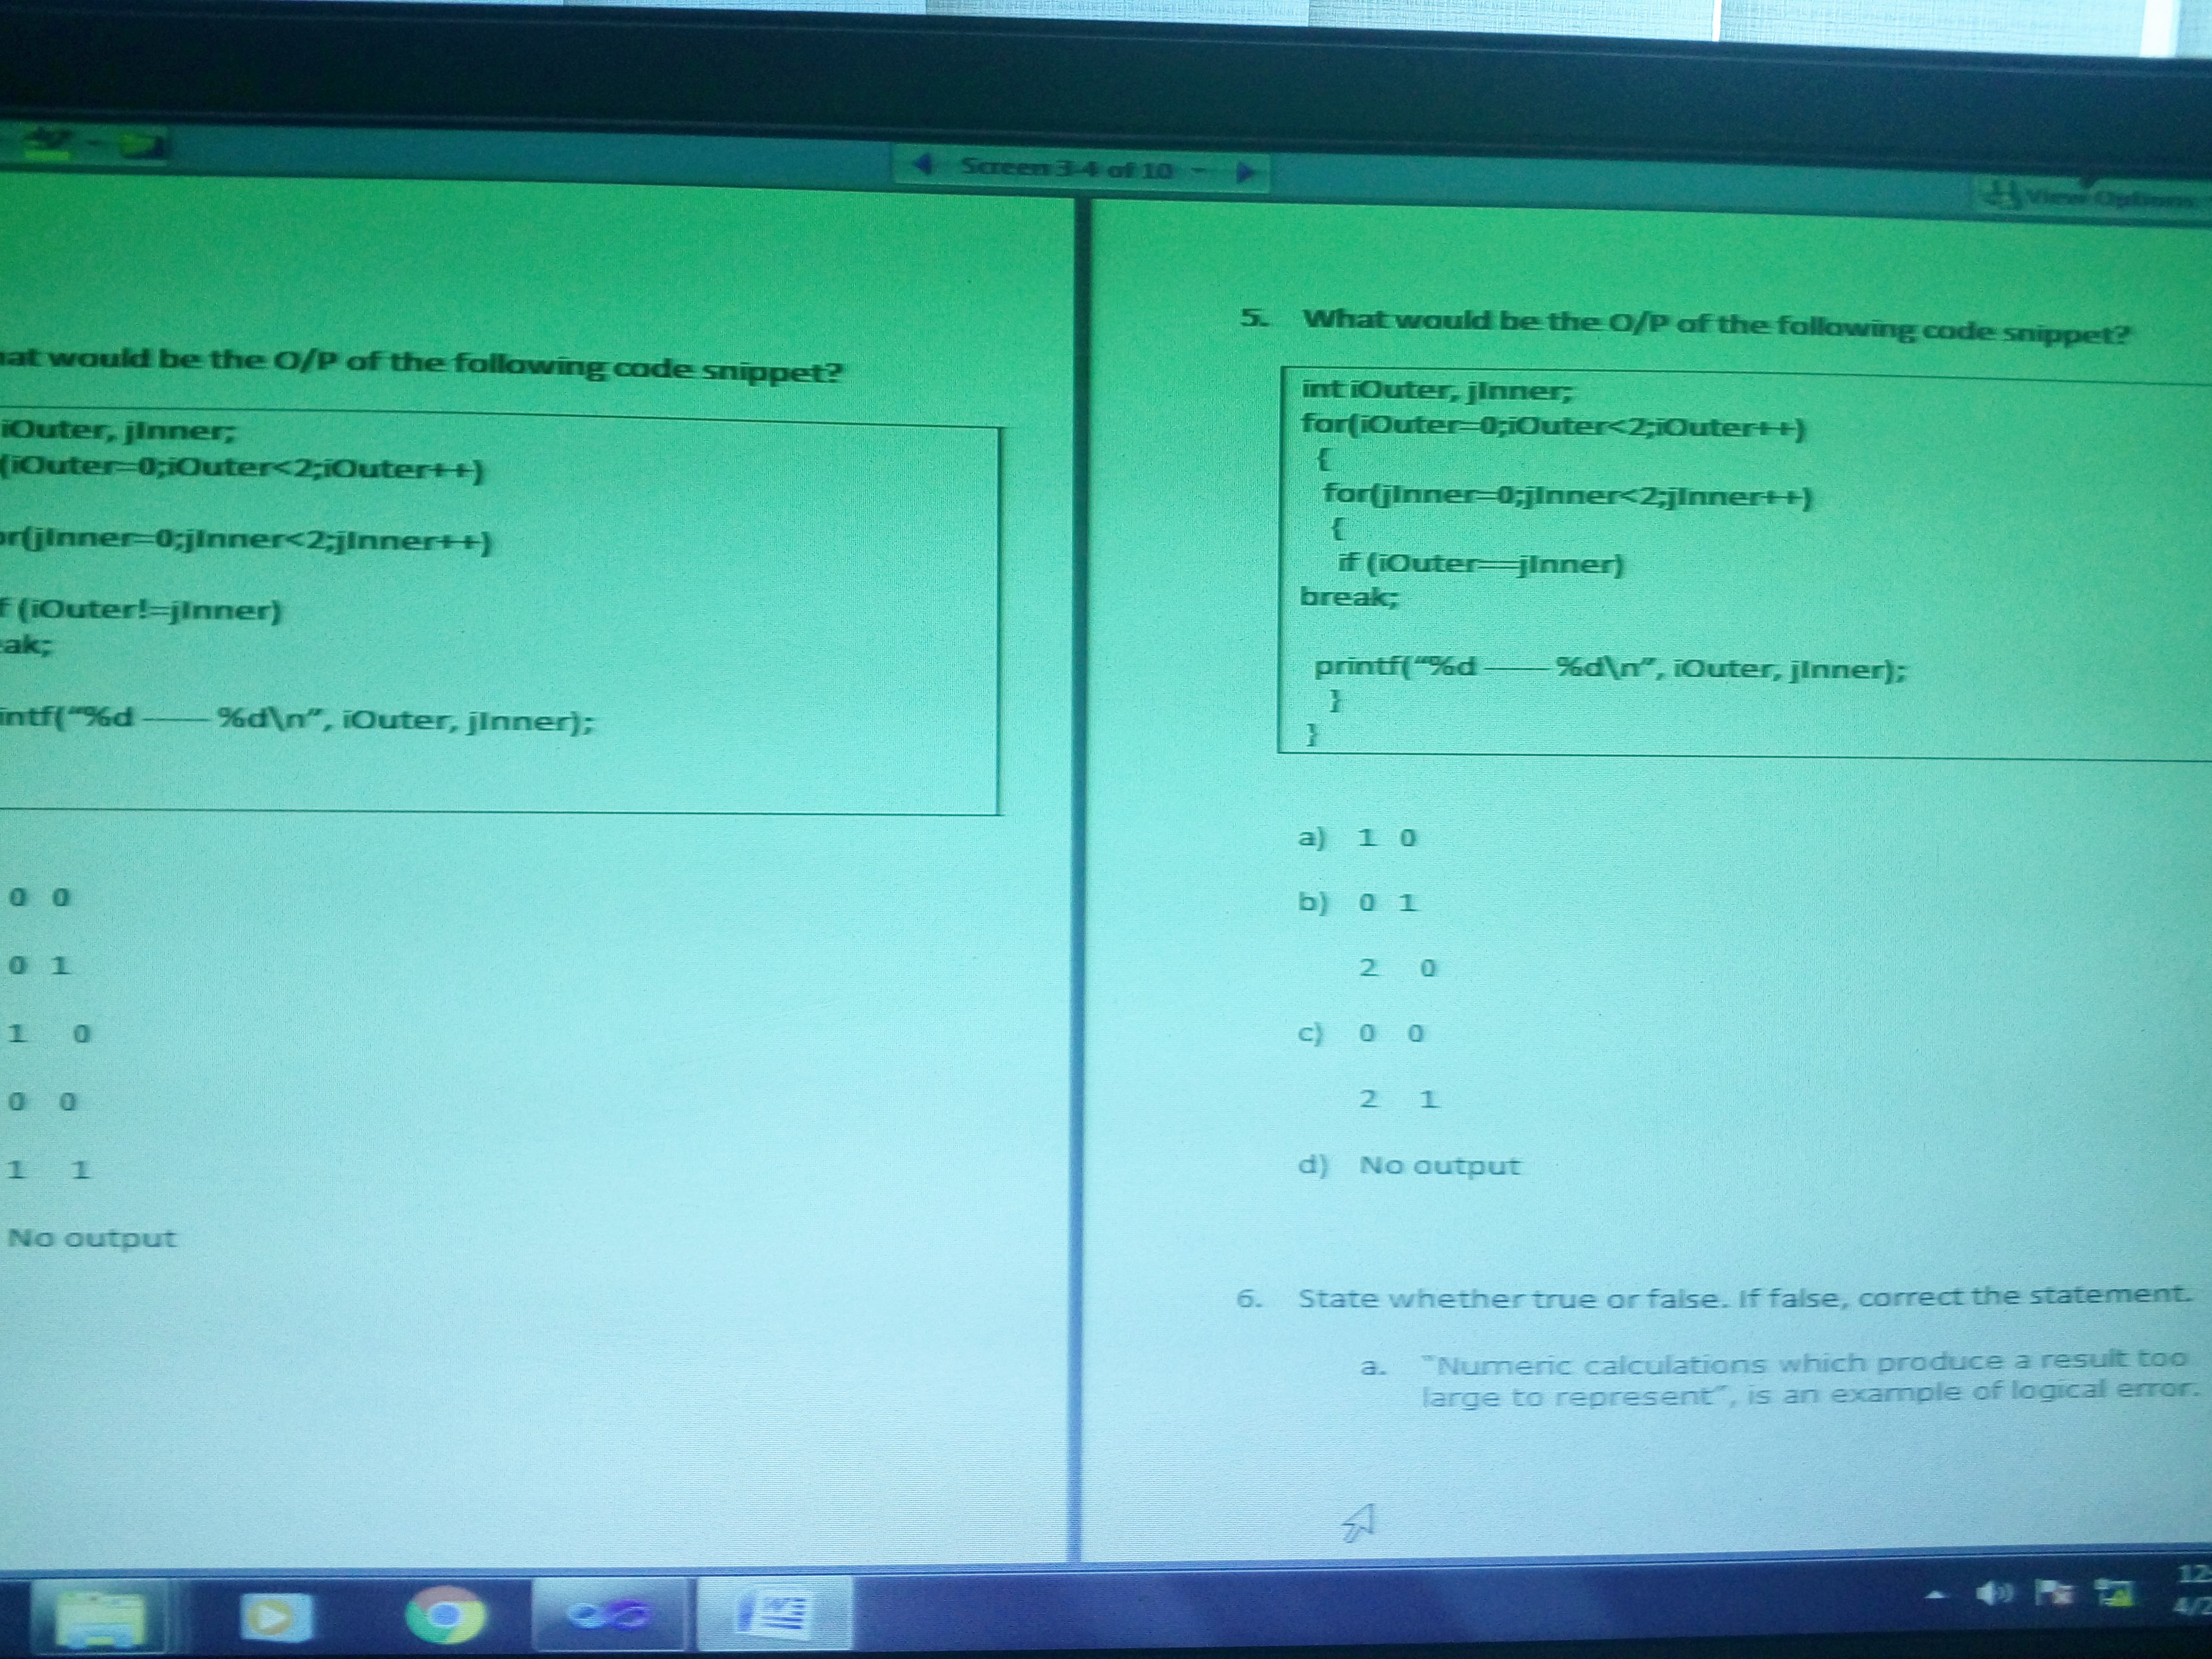 Screen 3-4 of 10
View Options
at would be the O/P of the following code snippet?
iOuter, jInner;
(iOuter=0;iOuter<2;iOuter++)
r(jInner=0;jInner<2;jInner++)
f (iOuter!=jInner)
ak;
intf("%d —— %d\n", iOuter, jInner);
0 0
0 1
1 0
0 0
1 1
No output
5. What would be the O/P of the following code snippet?
int iOuter, jInner;
for(iOuter=0;iOuter<2;iOuter++)
{
for(jInner=0;jInner<2;jInner++)
{
if (iOuter==jInner)
break;
printf("%d —— %d\n", iOuter, jInner);
}
}
a) 1 0
b) 0 1
2 0
c) 0 0
2 1
d) No output
6. State whether true or false. If false, correct the statement.
a. "Numeric calculations which produce a result too
large to represent", is an example of logical error.